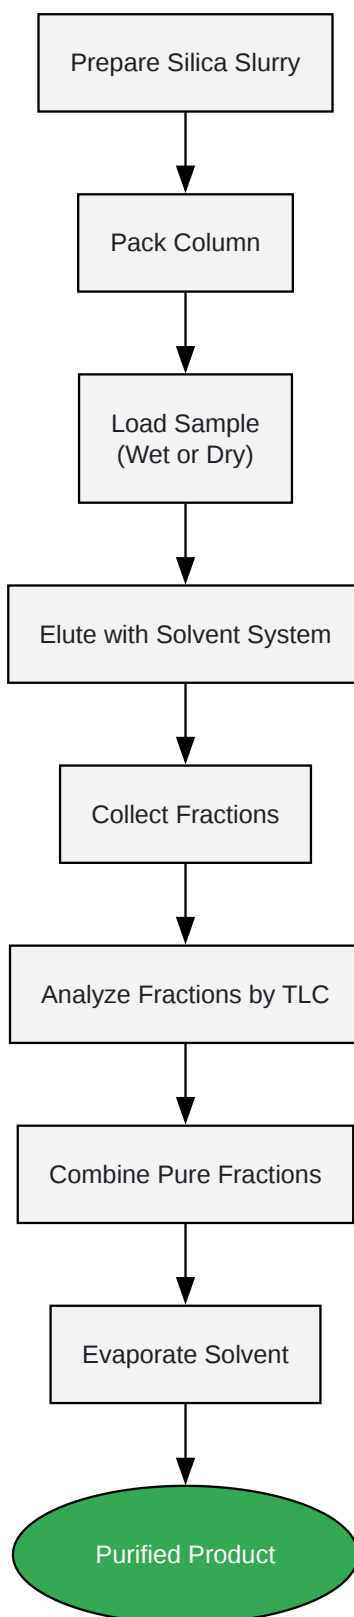 Prepare Silica Slurry
Pack Column
Load Sample
(Wet or Dry)
Elute with Solvent System
Collect Fractions
Analyze Fractions by TLC
Combine Pure Fractions
Evaporate Solvent
Purified Product